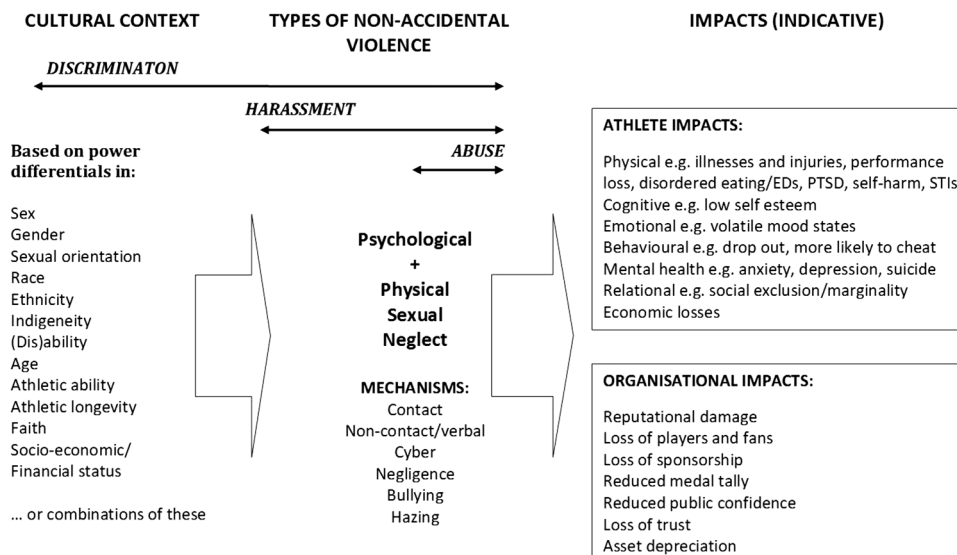 CULTURAL CONTEXT
TYPES OF NON-ACCIDENTAL
VIOLENCE
IMPACTS (INDICATIVE)
DISCRIMINATON
HARASSMENT
ABUSE
Based on power
differentials in:
Sex
Gender
Sexual orientation
Race
Ethnicity
Indigeneity
(Dis)ability
Age
Athletic ability
Athletic longevity
Faith
Socio-economic/
Financial status
... or combinations of these
Psychological
+
Physical
Sexual
Neglect
MECHANISMS:
Contact
Non-contact/verbal
Cyber
Negligence
Bullying
Hazing
ATHLETE IMPACTS:
Physical e.g. illnesses and injuries, performance
loss, disordered eating/EDs, PTSD, self-harm, STIs
Cognitive e.g. low self esteem
Emotional e.g. volatile mood states
Behavioural e.g. drop out, more likely to cheat
Mental health e.g. anxiety, depression, suicide
Relational e.g. social exclusion/marginality
Economic losses
ORGANISATIONAL IMPACTS:
Reputational damage
Loss of players and fans
Loss of sponsorship
Reduced medal tally
Reduced public confidence
Loss of trust
Asset depreciation